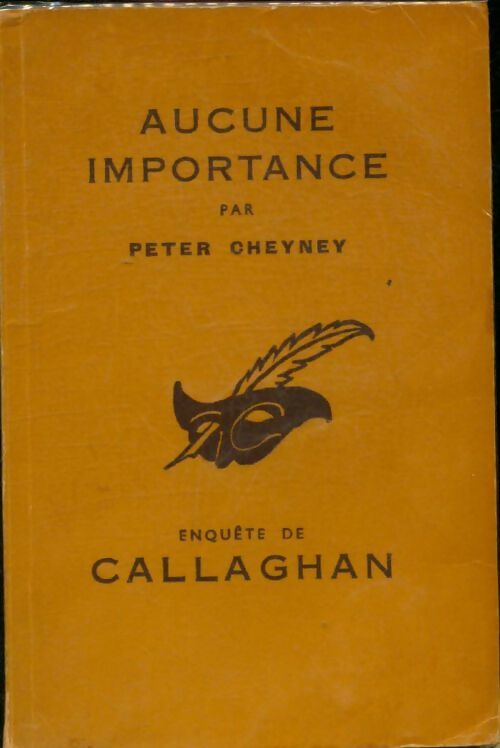 AUCUNE
IMPORTANCE
PAR
PETER CHEYNEY
ENQUÊTE DE
CALLAGHAN